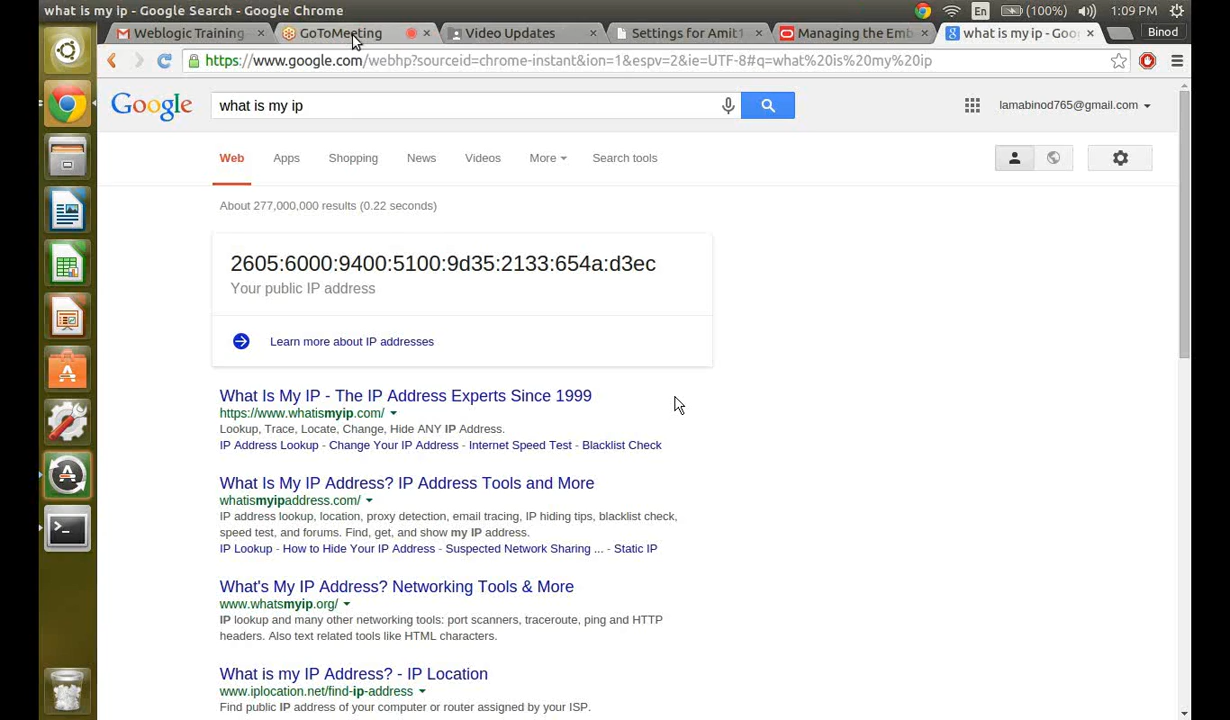 what is my ip - Google Search - Google Chrome
En (100%) 1:09 PM
Weblogic Training
GoToMeeting
Video Updates
Settings for Amit1
Managing the Emb
what is my ip - Goo
Binod
https://www.google.com/webhp?sourceid=chrome-instant&ion=1&espv=2&ie=UTF-8#q=what%20is%20my%20ip
Google
what is my ip
lamabinod765@gmail.com
Web Apps Shopping News Videos More Search tools
About 277,000,000 results (0.22 seconds)
2605:6000:9400:5100:9d35:2133:654a:d3ec
Your public IP address
Learn more about IP addresses
What Is My IP - The IP Address Experts Since 1999
https://www.whatismyip.com/
Lookup, Trace, Locate, Change, Hide ANY IP Address.
IP Address Lookup - Change Your IP Address - Internet Speed Test - Blacklist Check
What Is My IP Address? IP Address Tools and More
whatismyipaddress.com/
IP address lookup, location, proxy detection, email tracing, IP hiding tips, blacklist check,
speed test, and forums. Find, get, and show my IP address.
IP Lookup - How to Hide Your IP Address - Suspected Network Sharing ... - Static IP
What's My IP Address? Networking Tools & More
www.whatsmyip.org/
IP lookup and many other networking tools: port scanners, traceroute, ping and HTTP
headers. Also text related tools like HTML characters.
What is my IP Address? - IP Location
www.iplocation.net/find-ip-address
Find public IP address of your computer or router assigned by your ISP.